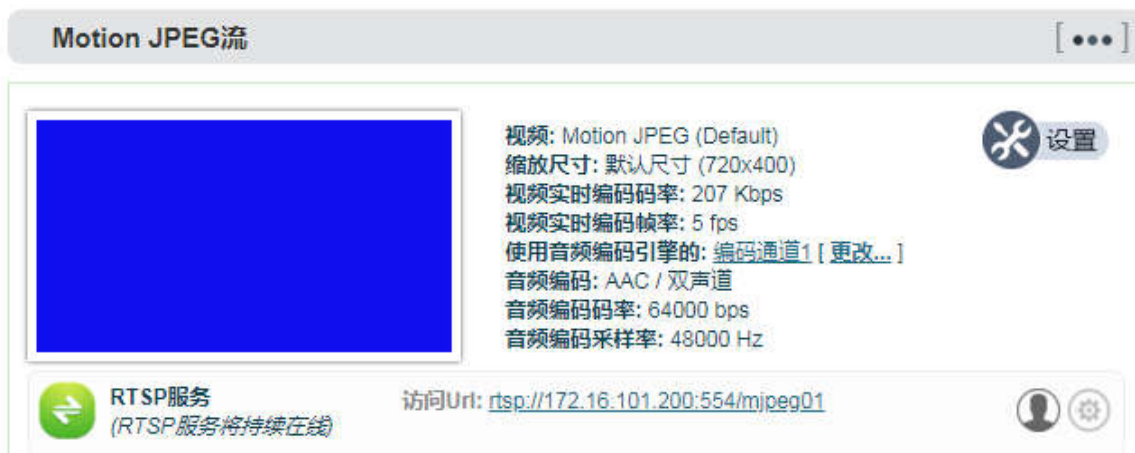 Motion JPEG流
[•••]
视频: Motion JPEG (Default)
设置
缩放尺寸: 默认尺寸 (720x400)
视频实时编码码率: 207 Kbps
视频实时编码帧率: 5 fps
使用音频编码引擎的: 编码通道1 [ 更改... ]
音频编码: AAC / 双声道
音频编码码率: 64000 bps
音频编码采样率: 48000 Hz
RTSP服务
(RTSP服务将持续在线)
访问Url: rtsp://172.16.101.200:554/mjpeg01